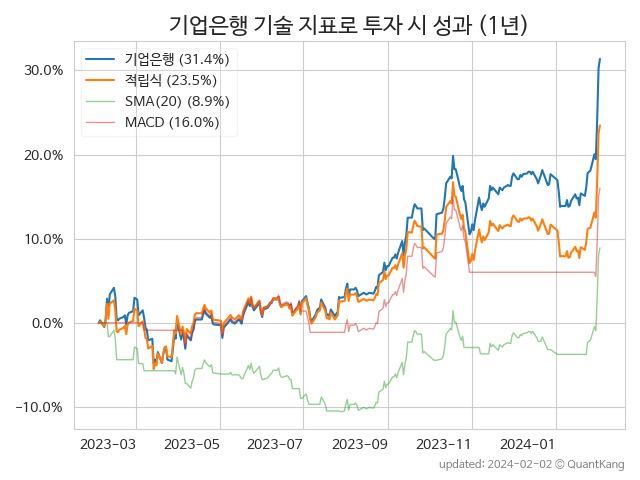 기업은행 기술 지표로 투자 시 성과 (1년)
기업은행 (31.4%)
적립식 (23.5%)
SMA(20) (8.9%)
MACD (16.0%)
30.0%
20.0%
10.0%
0.0%
−10.0%
2023-03 2023-05 2023-07 2023-09 2023-11 2024-01
updated: 2024-02-02 © QuantKang